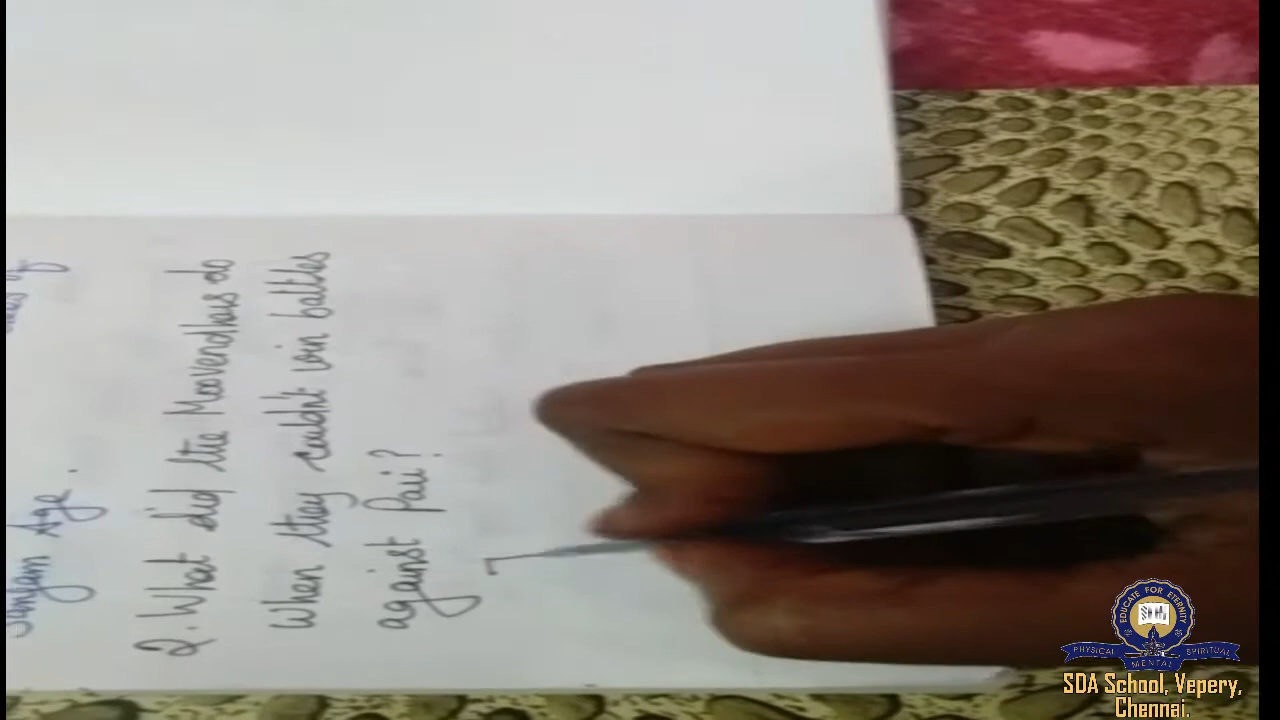 Sangam Age.
2. What did the Moovendhars do
when they couldn't win battles
against Pari?
EDUCATE FOR ETERNITY
PHYSICAL MENTAL SPIRITUAL
SDA School, Vepery,
Chennai.